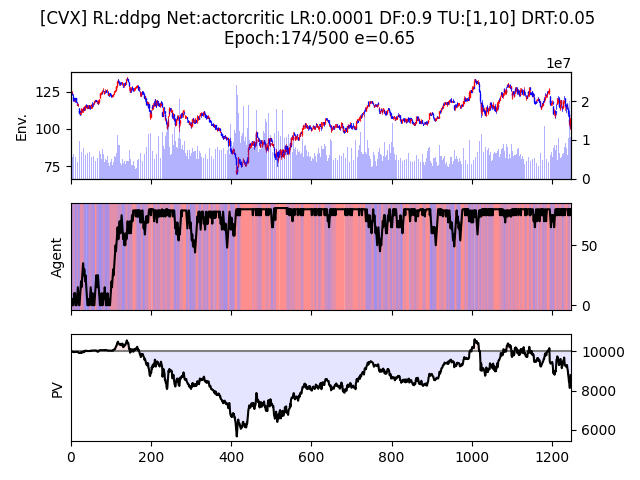 [CVX] RL:ddpg Net:actorcritic LR:0.0001 DF:0.9 TU:[1,10] DRT:0.05
Epoch:174/500 e=0.65
1e7
Env.
125
100
75
2
1
0
Agent
50
0
PV
10000
8000
6000
0 200 400 600 800 1000 1200